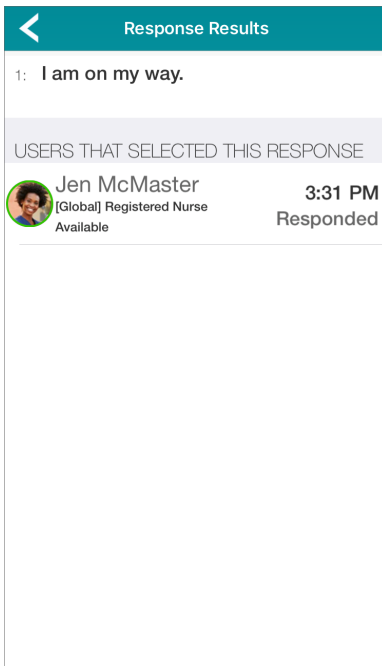 Response Results
1: I am on my way.
USERS THAT SELECTED THIS RESPONSE
Jen McMaster
3:31 PM
[Global] Registered Nurse
Responded
Available